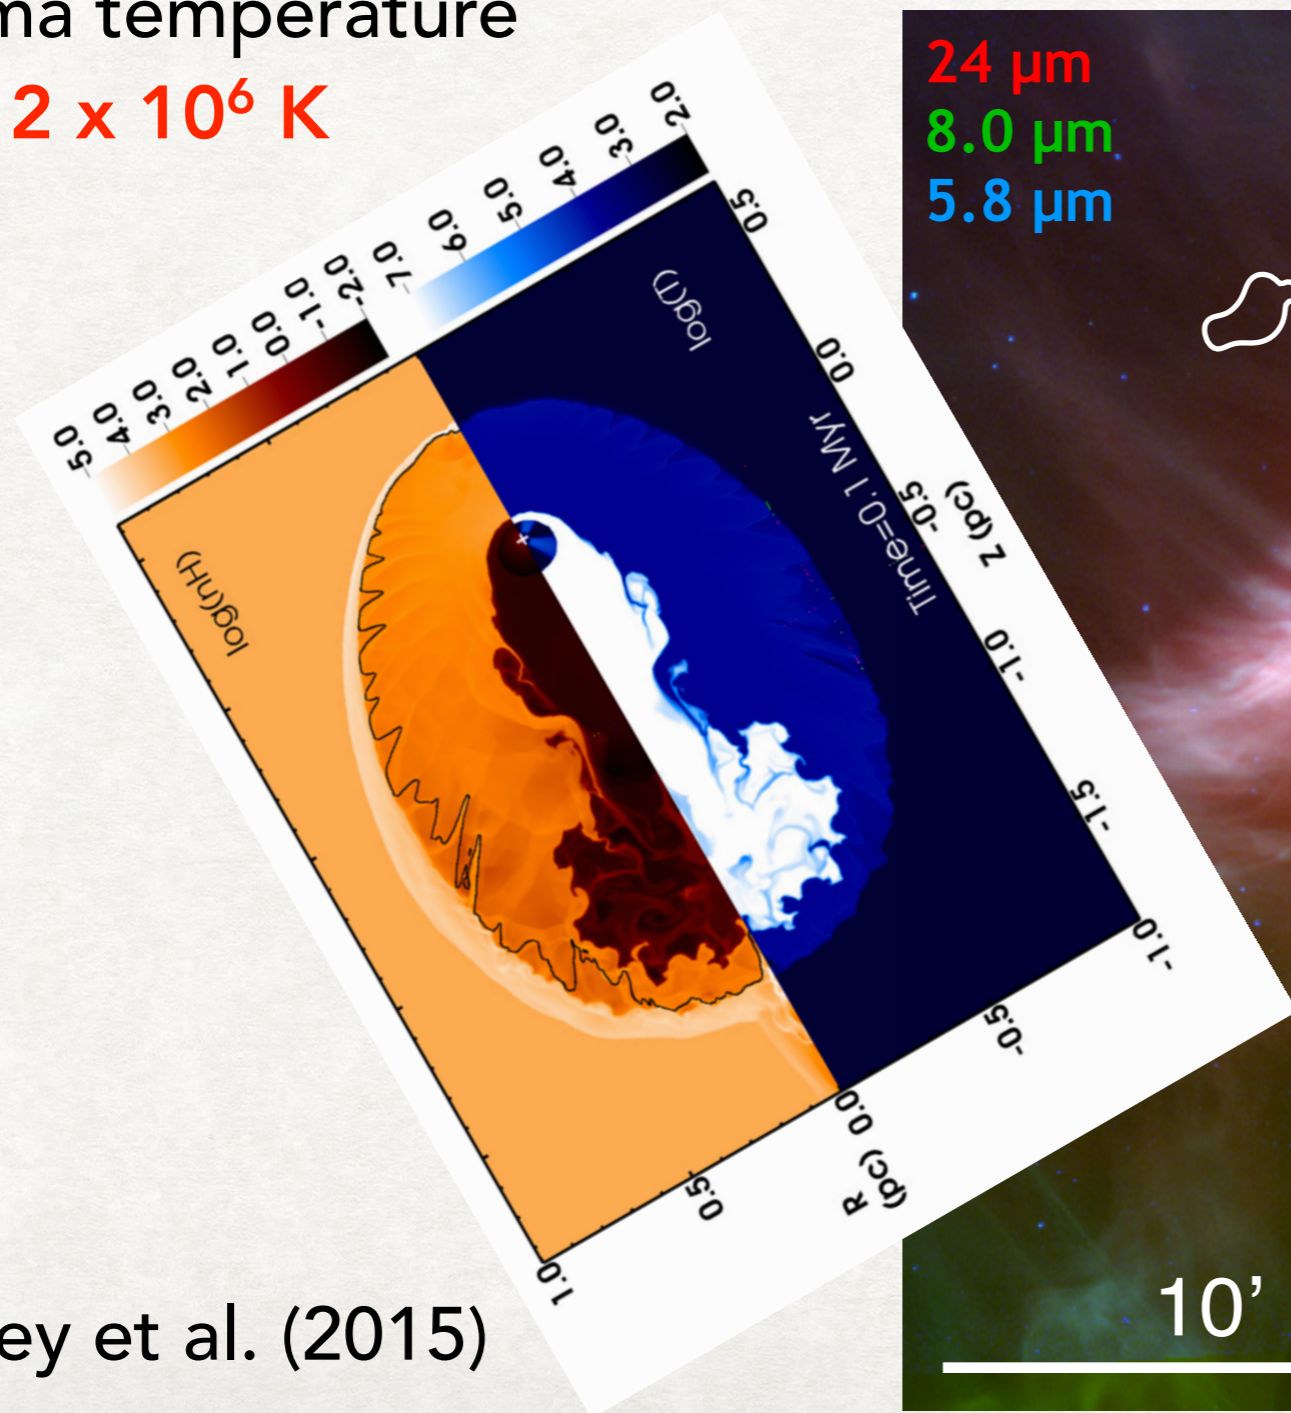 ma temperature
2 x 10⁶ K
24 µm
8.0 µm
5.8 µm
5.0 4.0 3.0 2.0 1.0 0.0 -1.0 -2.0
7.0 6.0 5.0 4.0 3.0 2.0
log(nH)
log(T)
Time=0.1 Myr
0.5 0.0 -0.5 -1.0 -1.5
Z (pc)
1.0 0.5 0.0 -0.5 -1.0
R (pc)
10’
ey et al. (2015)